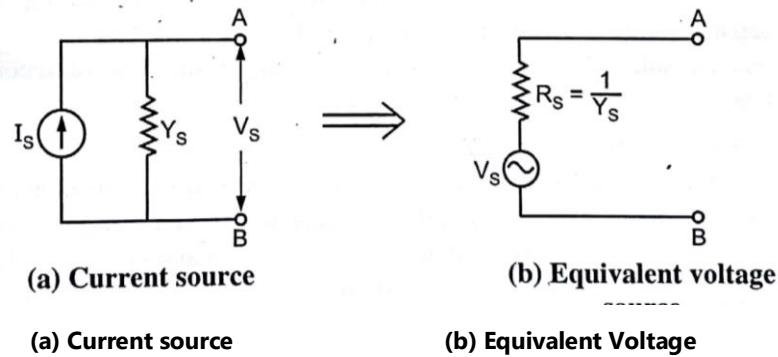 A
I_S
Y_S
V_S
B
(a) Current source
A
R_S = 1/Y_S
V_S
B
(b) Equivalent voltage
(a) Current source
(b) Equivalent Voltage